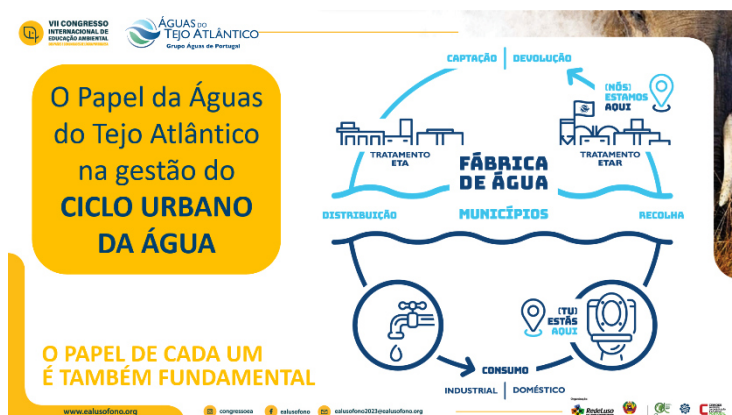 VII CONGRESSO
INTERNACIONAL DE
EDUCAÇÃO AMBIENTAL
ÁGUAS DO
TEJO ATLÂNTICO
Grupo Águas de Portugal
O Papel da Águas
do Tejo Atlântico
na gestão do
CICLO URBANO
DA ÁGUA
O PAPEL DE CADA UM
É TAMBÉM FUNDAMENTAL
CAPTAÇÃO | DEVOLUÇÃO
(NÓS)
ESTAMOS
AQUI
TRATAMENTO
ETA
FÁBRICA
DE ÁGUA
TRATAMENTO
ETAR
DISTRIBUIÇÃO
MUNICÍPIOS
RECOLHA
(TU)
ESTÁS
AQUI
CONSUMO
INDUSTRIAL | DOMÉSTICO
www.ealusofono.org
congressoea
ealusofono
ealusofono2023@ealusofono.org
RedeLuso